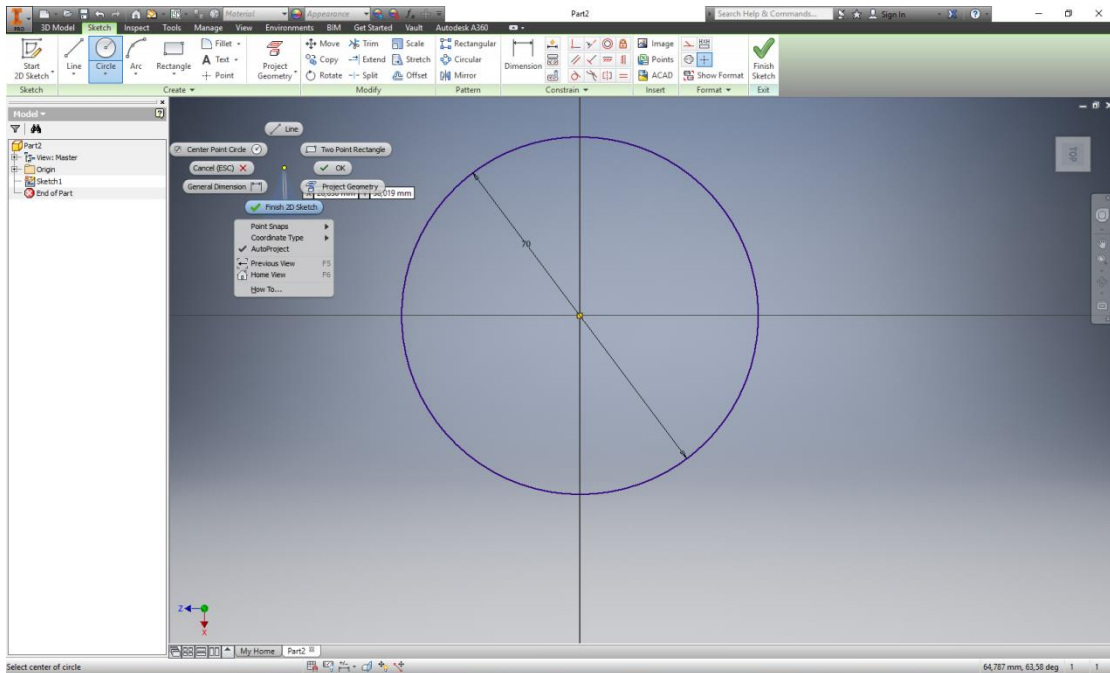 Material Appearance Part2 Search Help & Commands... Sign In
PRO 3D Model Sketch Inspect Tools Manage View Environments BIM Get Started Vault Autodesk A360
Start 2D Sketch Line Circle Arc Rectangle
Fillet
Text
Point
Project Geometry
Move Trim Scale
Copy Extend Stretch
Rotate Split Offset
Rectangular
Circular
Mirror
Dimension
Image
Points
ACAD
Show Format
Finish Sketch
Sketch Create Modify Pattern Constrain Insert Format Exit
Model
Part2
View: Master
Origin
Sketch1
End of Part
Line
Center Point Circle Two Point Rectangle
Cancel (ESC) OK
General Dimension Project Geometry
Finish 2D Sketch
Point Snaps
Coordinate Type
AutoProject
Previous View F5
Home View F6
How To...
70
TOP
Z
X
My Home Part2
Select center of circle 64,787 mm, 63,58 deg 1 1